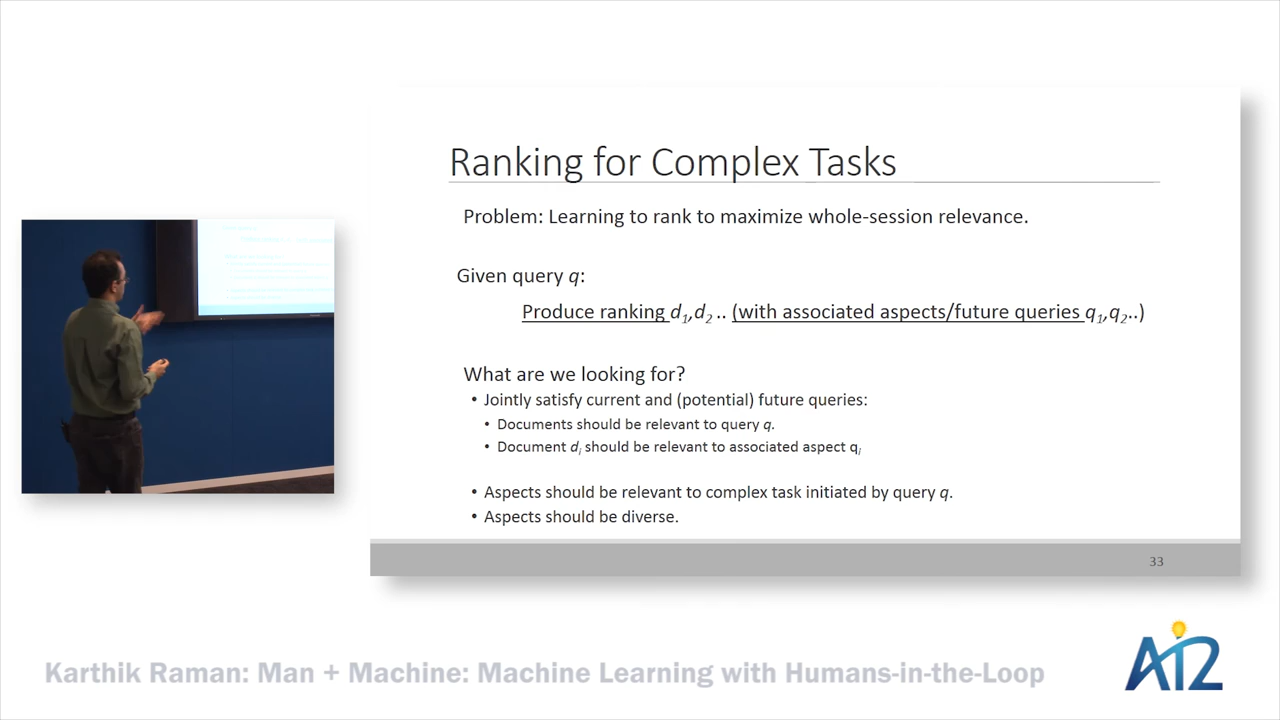 Ranking for Complex Tasks
Problem: Learning to rank to maximize whole-session relevance.
Given query q:
Produce ranking d1,d2 .. (with associated aspects/future queries q1,q2..)
What are we looking for?
• Jointly satisfy current and (potential) future queries:
• Documents should be relevant to query q.
• Document di should be relevant to associated aspect qi
• Aspects should be relevant to complex task initiated by query q.
• Aspects should be diverse.
33
Karthik Raman: Man + Machine: Machine Learning with Humans-in-the-Loop
AI2